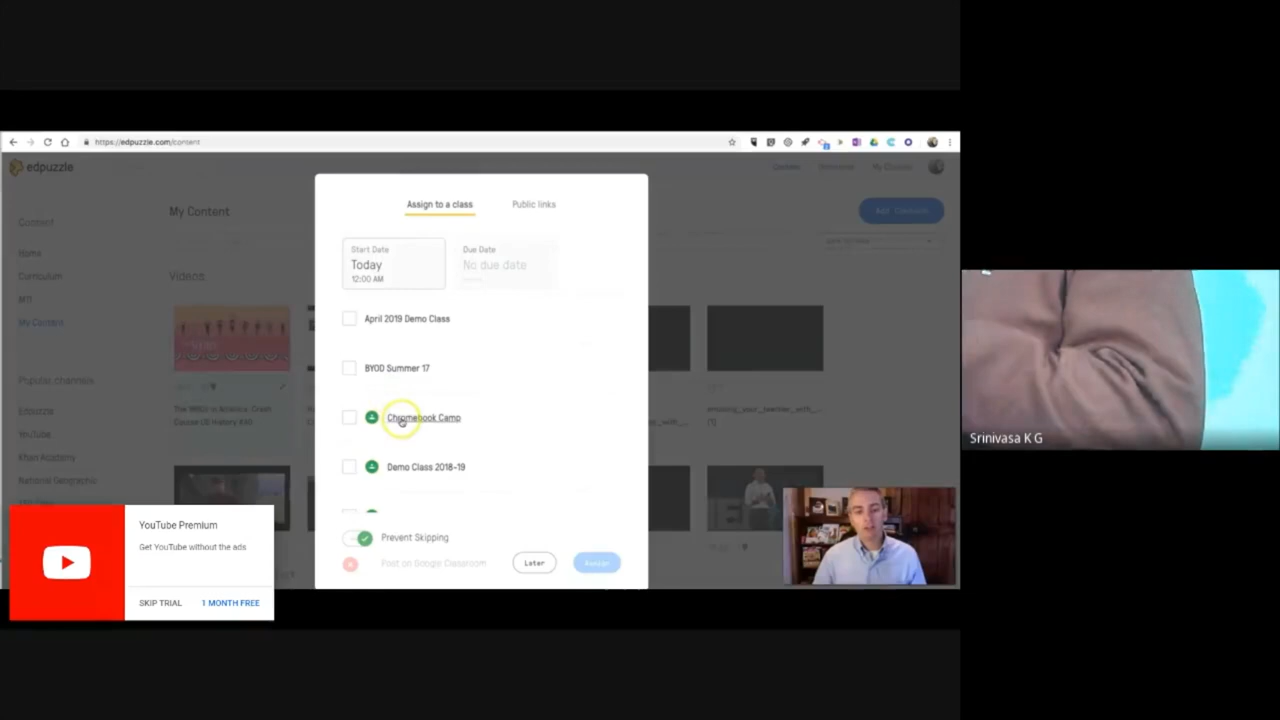 https://edpuzzle.com/content
edpuzzle
My Content
Content
Home
Curriculum
My Content
Popular channels
Edpuzzle
YouTube
Khan Academy
National Geographic
Videos
Add Content
Assign to a class
Public links
Start Date
Today
12:00 AM
Due Date
No due date
April 2019 Demo Class
BYOD Summer 17
Chromebook Camp
Demo Class 2018-19
Prevent Skipping
Post on Google Classroom
Later
Assign
YouTube Premium
Get YouTube without the ads
SKIP TRIAL
1 MONTH FREE
Srinivasa K G